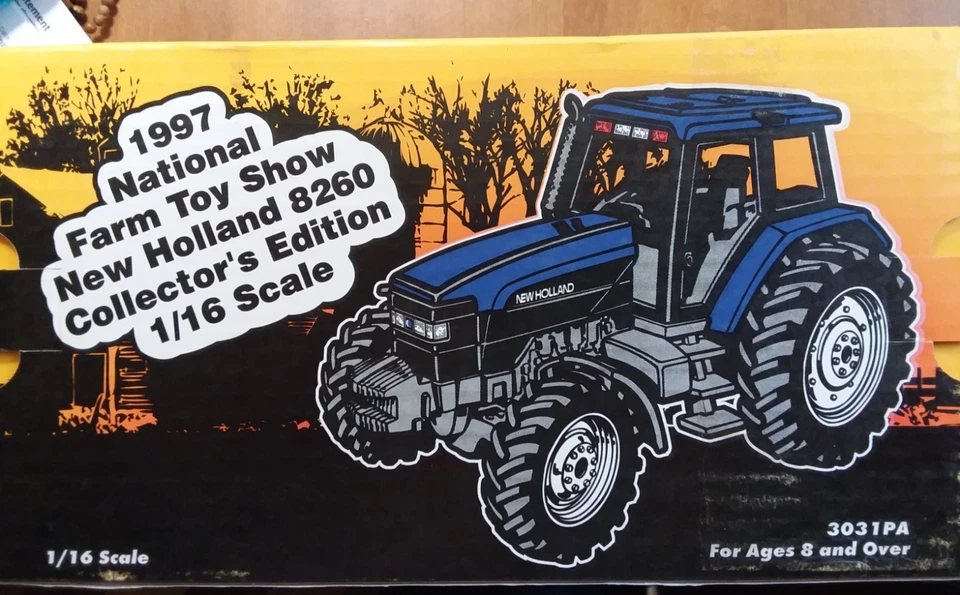 tement
1997
National
Farm Toy Show
New Holland 8260
Collector's Edition
1/16 Scale
NEW HOLLAND
3031PA
1/16 Scale
For Ages 8 and Over